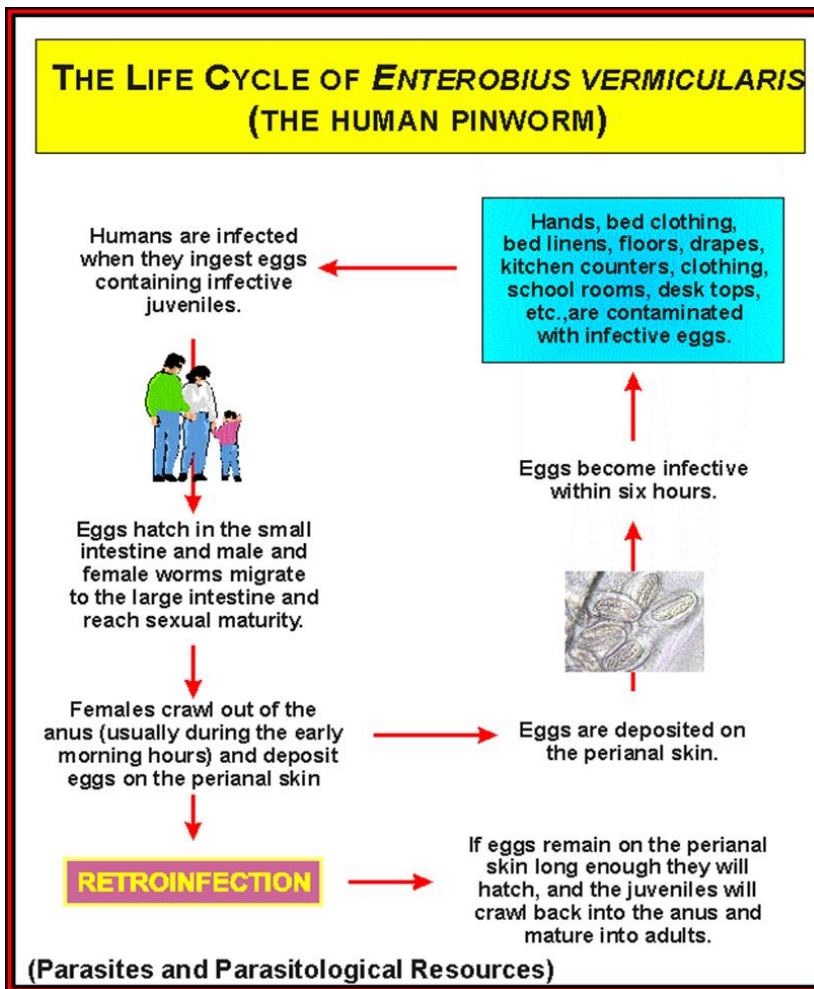 THE LIFE CYCLE OF ENTEROBIUS VERMICULARIS
(THE HUMAN PINWORM)
Humans are infected
when they ingest eggs
containing infective
juveniles.
Hands, bed clothing,
bed linens, floors, drapes,
kitchen counters, clothing,
school rooms, desk tops,
etc.,are contaminated
with infective eggs.
Eggs become infective
within six hours.
Eggs hatch in the small
intestine and male and
female worms migrate
to the large intestine and
reach sexual maturity.
Females crawl out of the
anus (usually during the early
morning hours) and deposit
eggs on the perianal skin
Eggs are deposited on
the perianal skin.
RETROINFECTION
If eggs remain on the perianal
skin long enough they will
hatch, and the juveniles will
crawl back into the anus and
mature into adults.
(Parasites and Parasitological Resources)